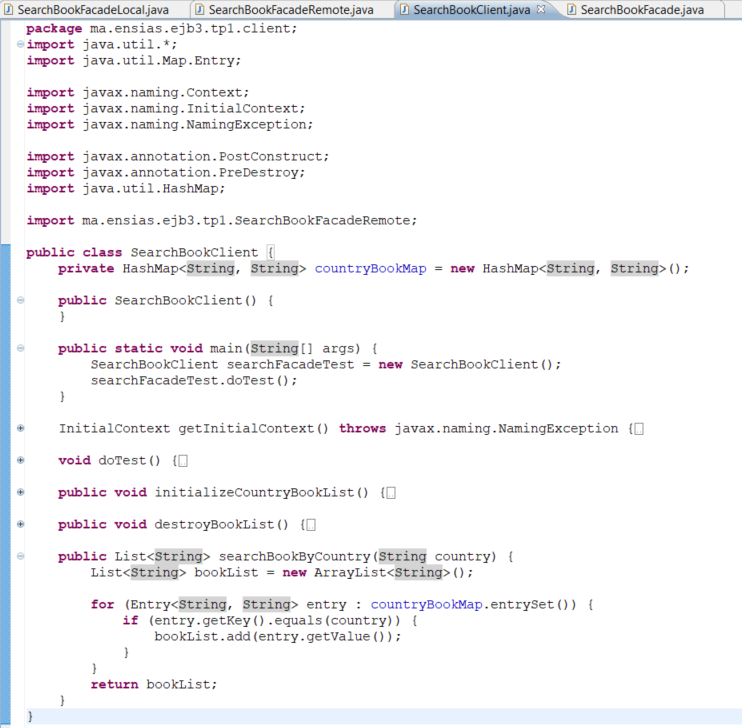 SearchBookFacadeLocal.java SearchBookFacadeRemote.java SearchBookClient.java SearchBookFacade.java
package ma.ensias.ejb3.tp1.client;
import java.util.*;
import java.util.Map.Entry;

import javax.naming.Context;
import javax.naming.InitialContext;
import javax.naming.NamingException;

import javax.annotation.PostConstruct;
import javax.annotation.PreDestroy;
import java.util.HashMap;

import ma.ensias.ejb3.tp1.SearchBookFacadeRemote;

public class SearchBookClient {
    private HashMap<String, String> countryBookMap = new HashMap<String, String>();

    public SearchBookClient() {
    }

    public static void main(String[] args) {
        SearchBookClient searchFacadeTest = new SearchBookClient();
        searchFacadeTest.doTest();
    }

    InitialContext getInitialContext() throws javax.naming.NamingException {

    void doTest() {

    public void initializeCountryBookList() {

    public void destroyBookList() {

    public List<String> searchBookByCountry(String country) {
        List<String> bookList = new ArrayList<String>();

        for (Entry<String, String> entry : countryBookMap.entrySet()) {
            if (entry.getKey().equals(country)) {
                bookList.add(entry.getValue());
            }
        }
        return bookList;
    }
}